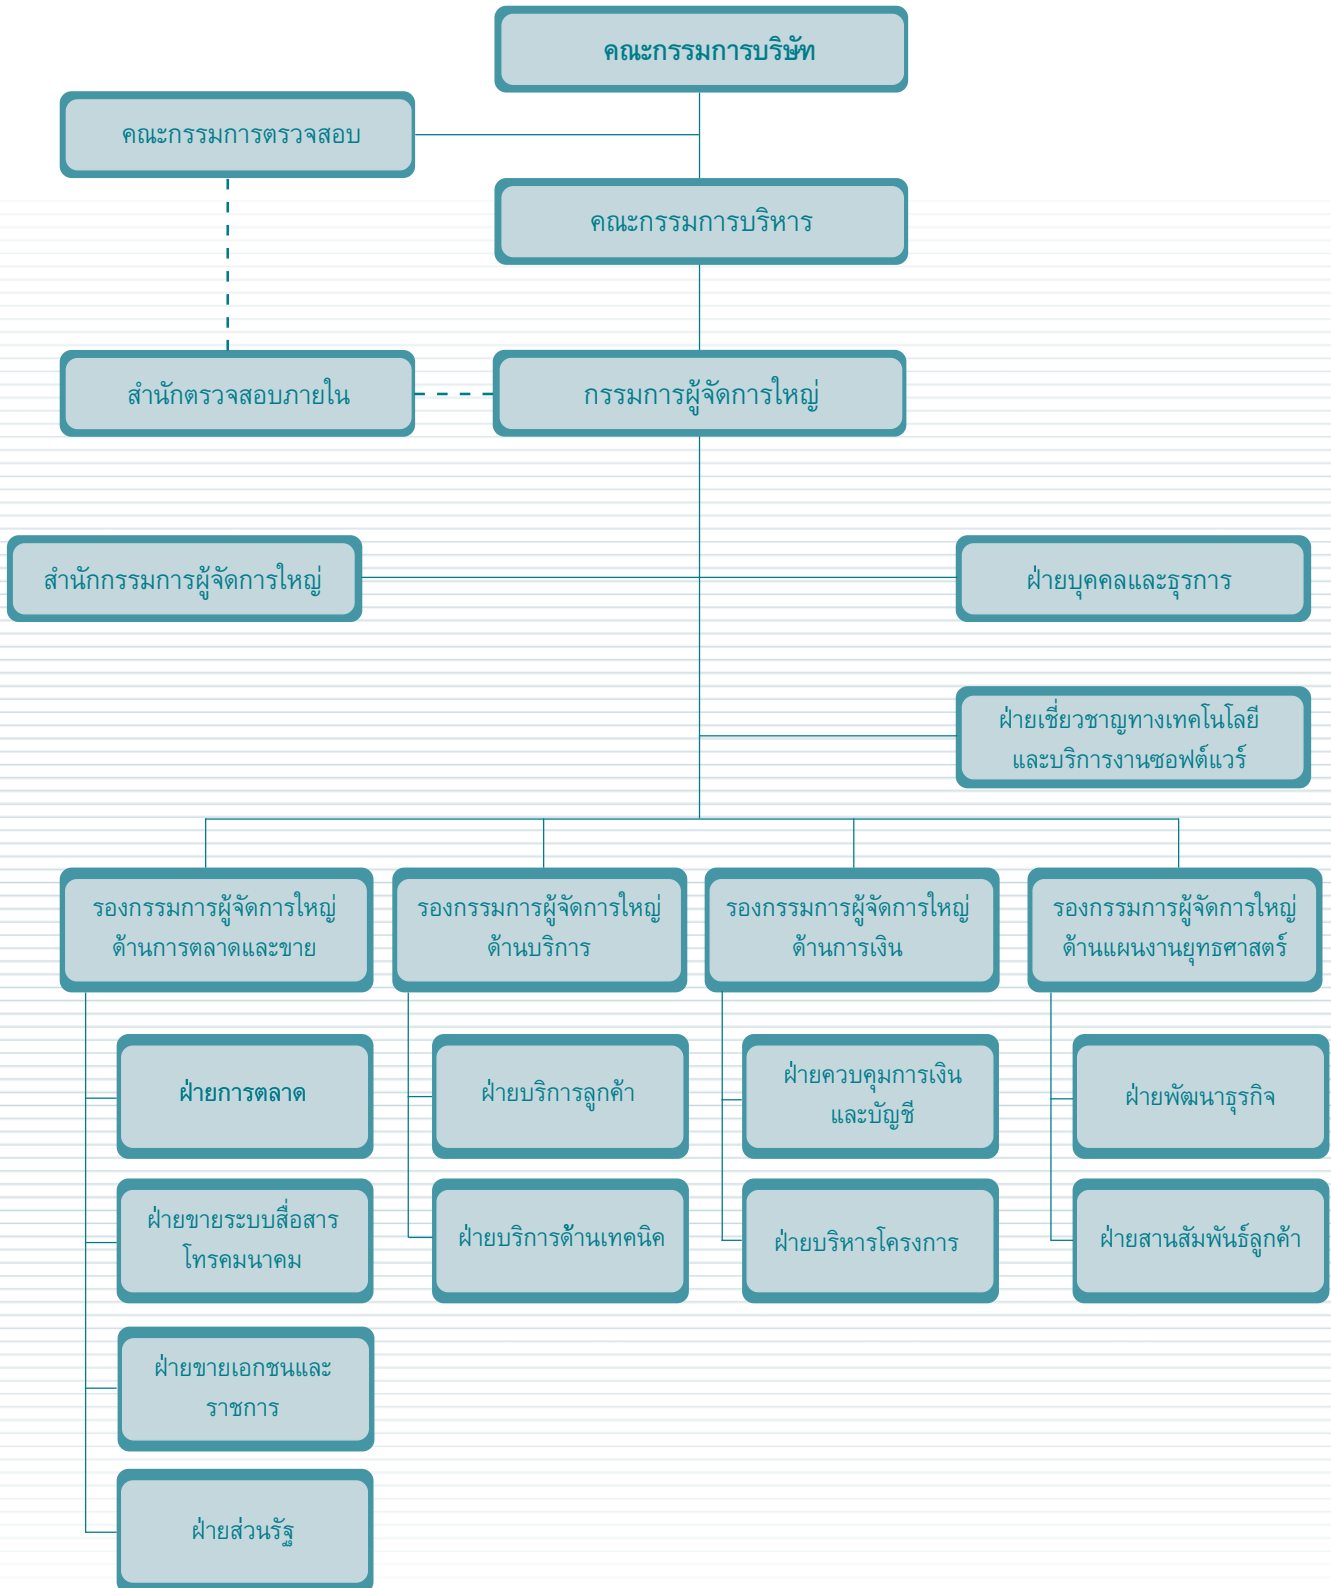 คณะกรรมการบริษัท
คณะกรรมการตรวจสอบ
คณะกรรมการบริหาร
สำนักตรวจสอบภายใน
กรรมการผู้จัดการใหญ่
สำนักกรรมการผู้จัดการใหญ่
ฝ่ายบุคคลและธุรการ
ฝ่ายเชี่ยวชาญทางเทคโนโลยี
และบริการงานซอฟต์แวร์
รองกรรมการผู้จัดการใหญ่
ด้านการตลาดและขาย
รองกรรมการผู้จัดการใหญ่
ด้านบริการ
รองกรรมการผู้จัดการใหญ่
ด้านการเงิน
รองกรรมการผู้จัดการใหญ่
ด้านแผนงานยุทธศาสตร์
ฝ่ายการตลาด
ฝ่ายบริการลูกค้า
ฝ่ายควบคุมการเงิน
และบัญชี
ฝ่ายพัฒนาธุรกิจ
ฝ่ายขายระบบสื่อสาร
โทรคมนาคม
ฝ่ายบริการด้านเทคนิค
ฝ่ายบริหารโครงการ
ฝ่ายสานสัมพันธ์ลูกค้า
ฝ่ายขายเอกชนและ
ราชการ
ฝ่ายส่วนรัฐ